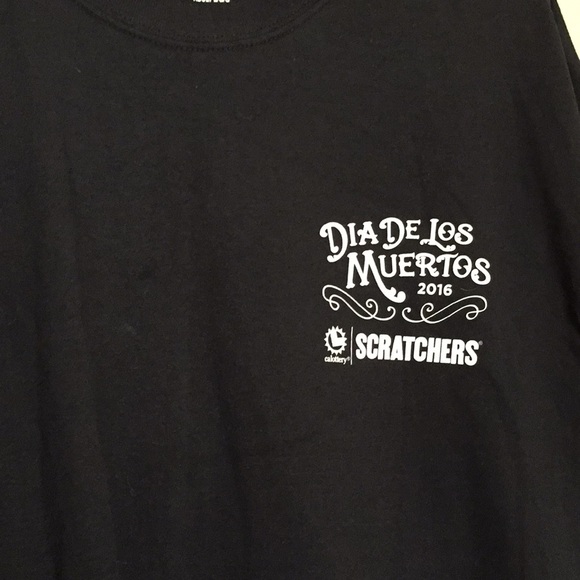 DIA DE LOS
MUERTOS
2016
calottery®
SCRATCHERS®